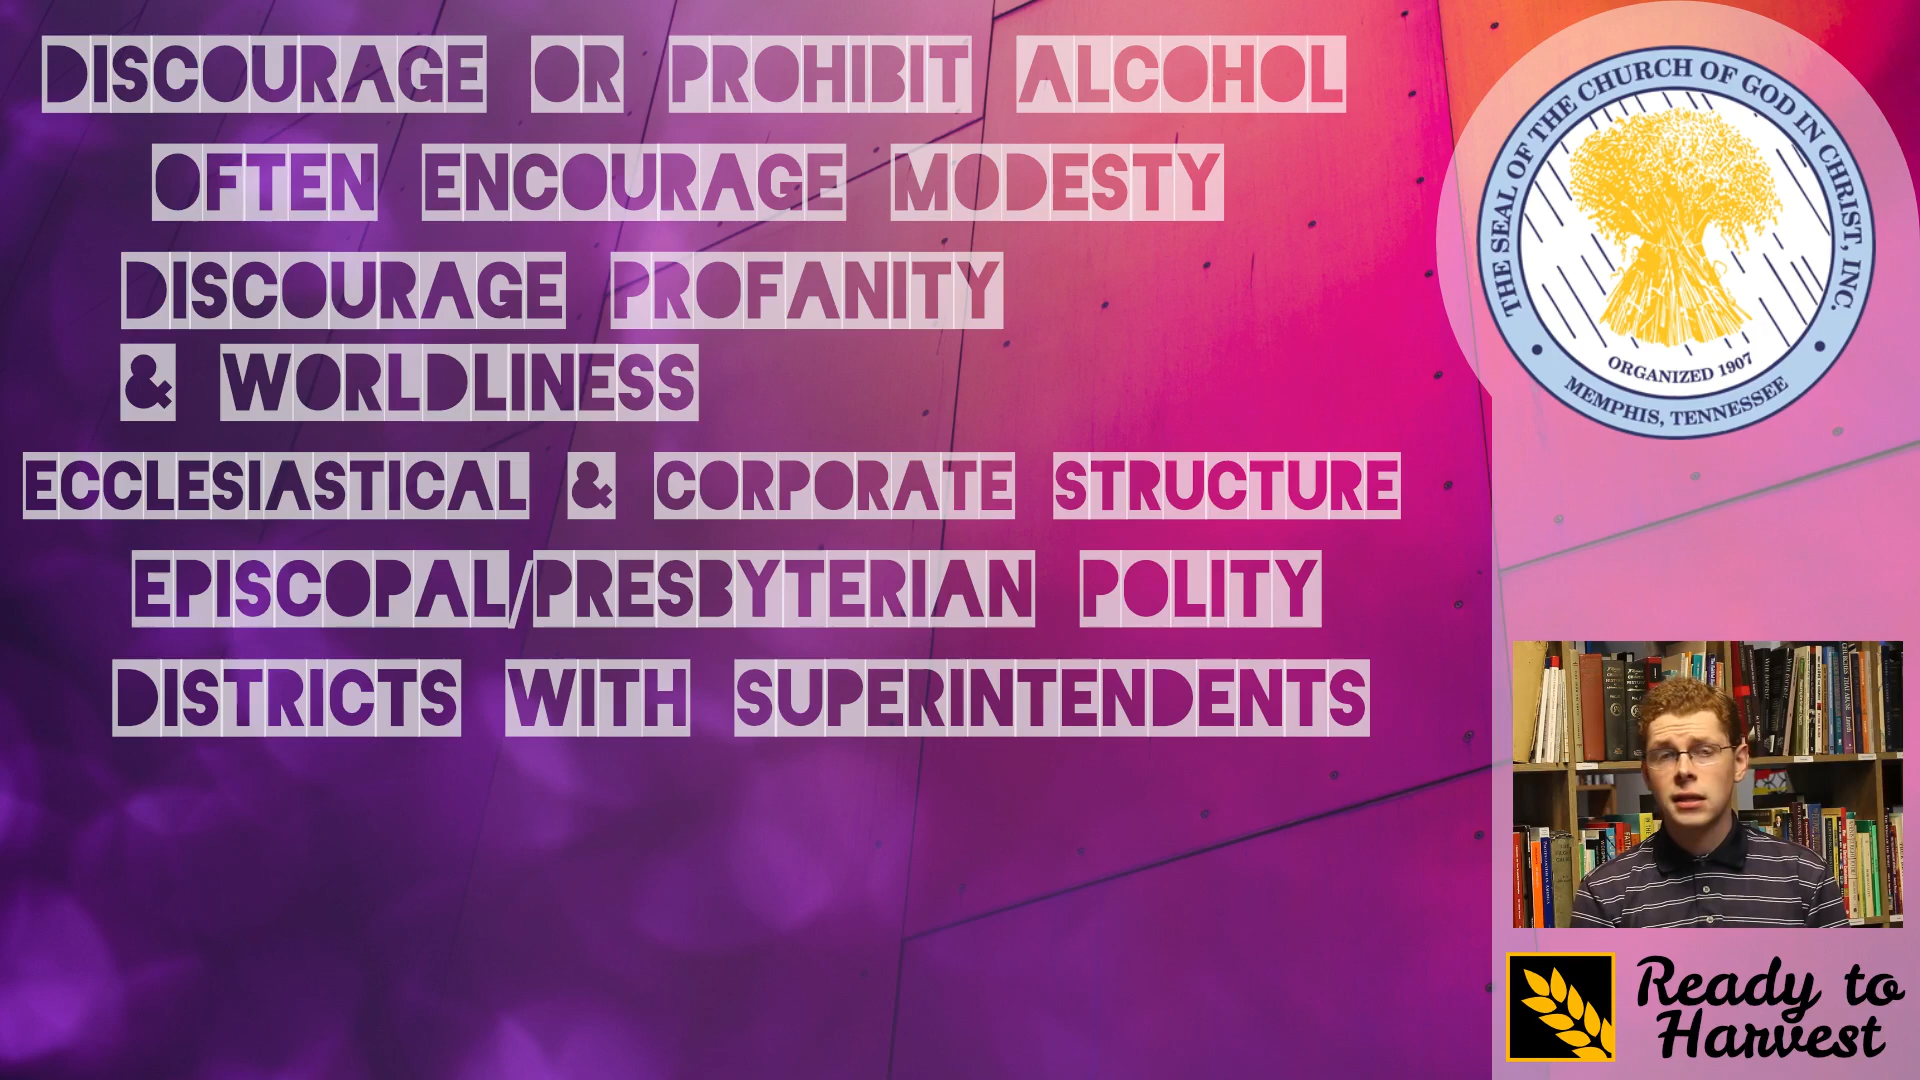 DISCOURAGE OR PROHIBIT ALCOHOL
OFTEN ENCOURAGE MODESTY
DISCOURAGE PROFANITY
& WORLDLINESS
ECCLESIASTICAL & CORPORATE STRUCTURE
EPISCOPAL/PRESBYTERIAN POLITY
DISTRICTS WITH SUPERINTENDENTS
THE SEAL OF THE CHURCH OF GOD IN CHRIST, INC.
ORGANIZED 1907
MEMPHIS, TENNESSEE
Ready to
Harvest